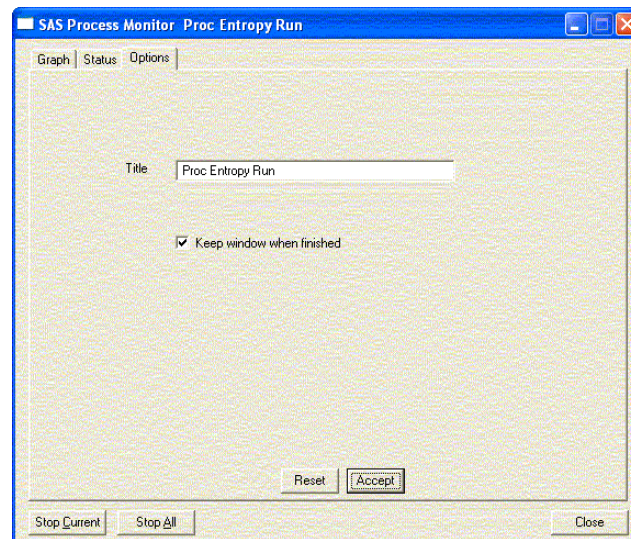 SAS Process Monitor Proc Entropy Run
Graph Status Options
Title Proc Entropy Run
Keep window when finished
Reset Accept
Stop Current Stop All Close